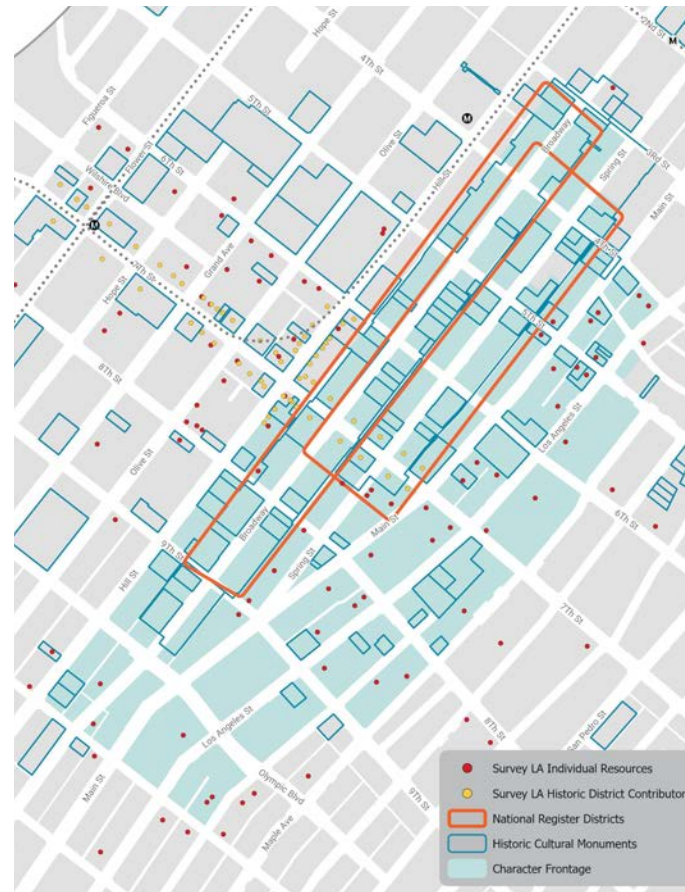 Hope St
4Th St
2Nd St
M
M
Figueroa St
5Th St
Flower St
6Th St
Olive St
Hill St
Broadway
Spring St
3Rd St
Main St
Wilshire Blvd
M
Grand Ave
4Th St
7Th St
Hope St
5Th St
8Th St
Los Angeles St
Olive St
6Th St
Broadway
Main St
9Th St
Spring St
Hill St
7Th St
Los Angeles St
8Th St
San Pedro St
Main St
Olympic Blvd
9Th St
Maple Ave
Survey LA Individual Resources
Survey LA Historic District Contributor
National Register Districts
Historic Cultural Monuments
Character Frontage